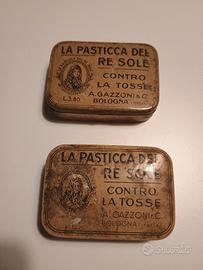 LA PASTICCA DEL
RE SOLE
CONTRO
LA TOSSE
L.3.80
A. GAZZONI & C.
BOLOGNA
LA PASTICCA DEL
RE SOLE
CONTRO
LA TOSSE
A. GAZZONI & C.
BOLOGNA
subito